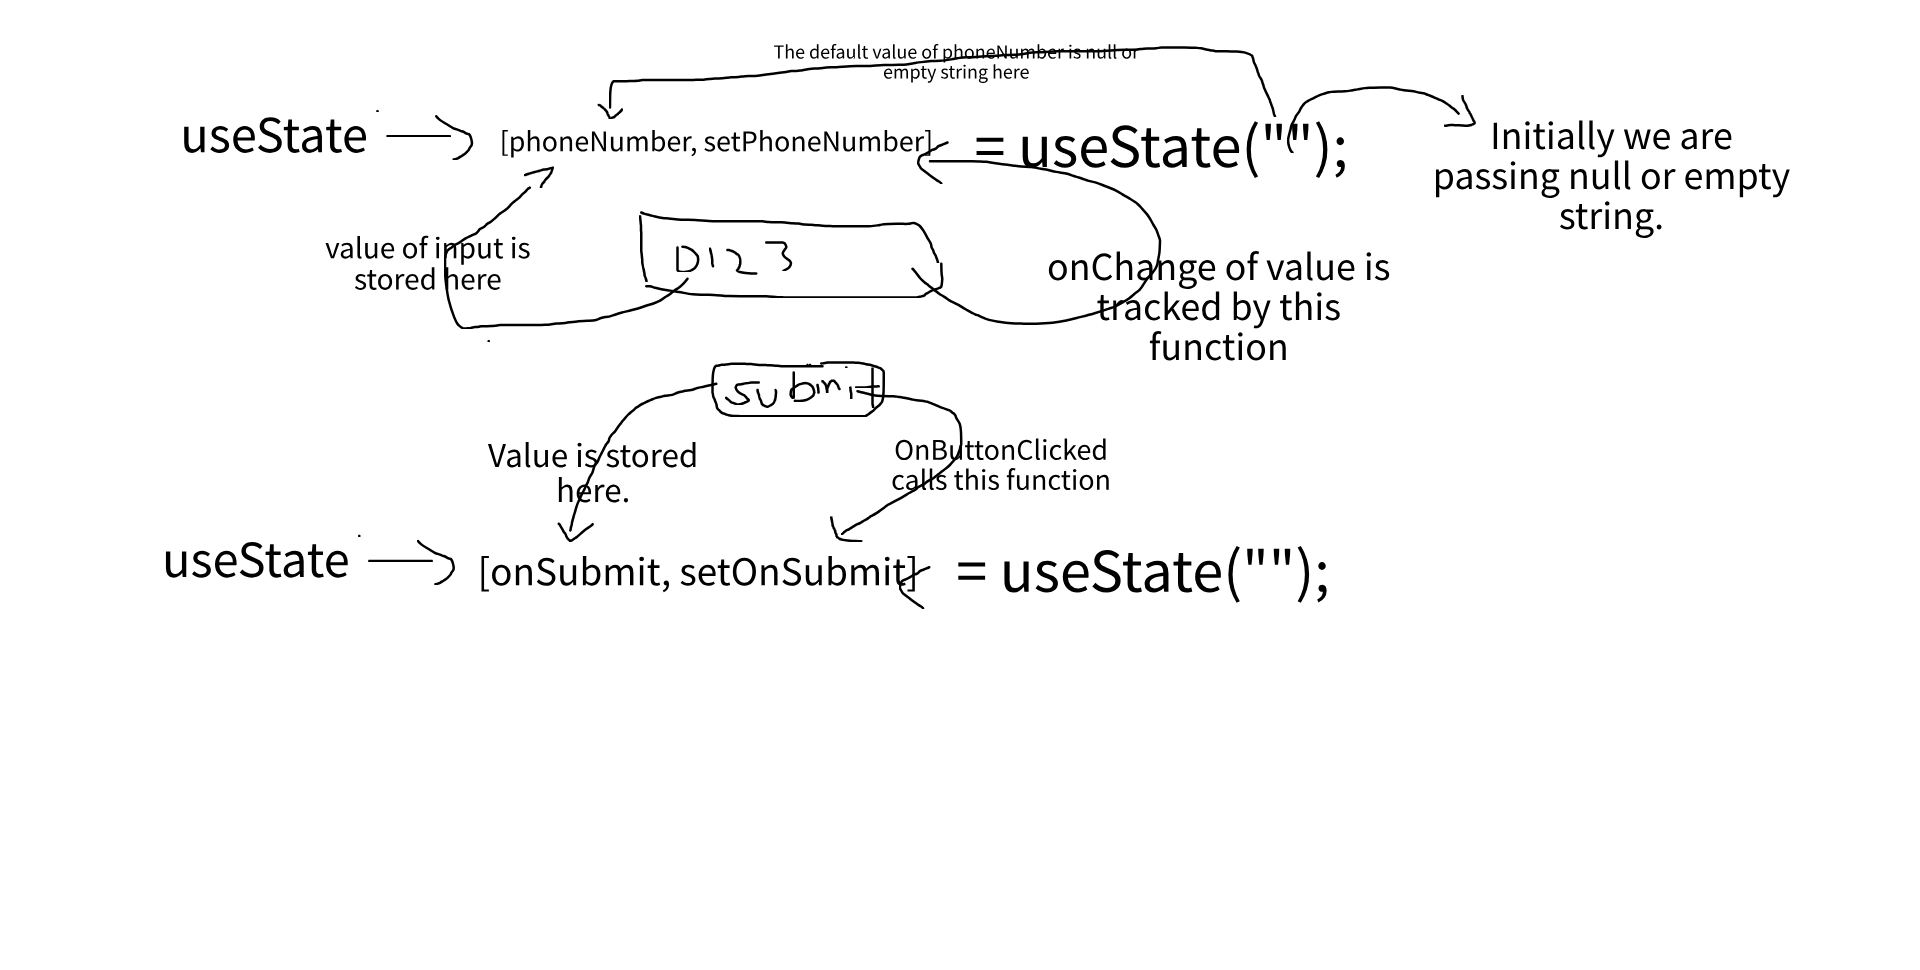 The default value of phoneNumber is null or
empty string here
useState
[phoneNumber, setPhoneNumber]
= useState("");
Initially we are
passing null or empty
string.
value of input is
stored here
D123
onChange of value is
tracked by this
function
submit
Value is stored
here.
OnButtonClicked
calls this function
useState
[onSubmit, setOnSubmit]
= useState("");